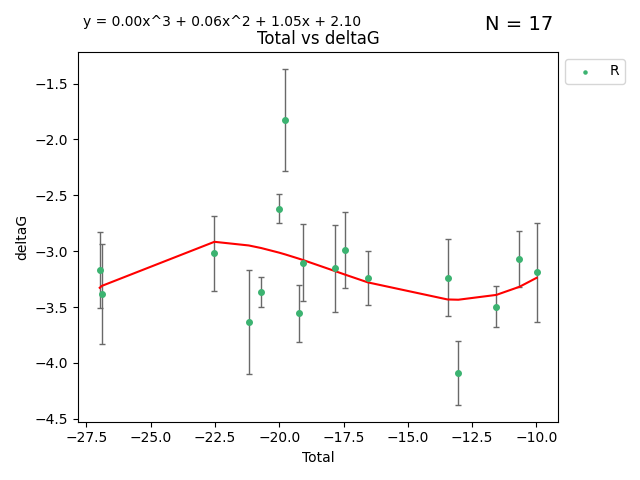 y = 0.00x^3 + 0.06x^2 + 1.05x + 2.10
N = 17
Total vs deltaG
R
−1.5
−2.0
−2.5
−3.0
−3.5
−4.0
−4.5
deltaG
−27.5 −25.0 −22.5 −20.0 −17.5 −15.0 −12.5 −10.0
Total